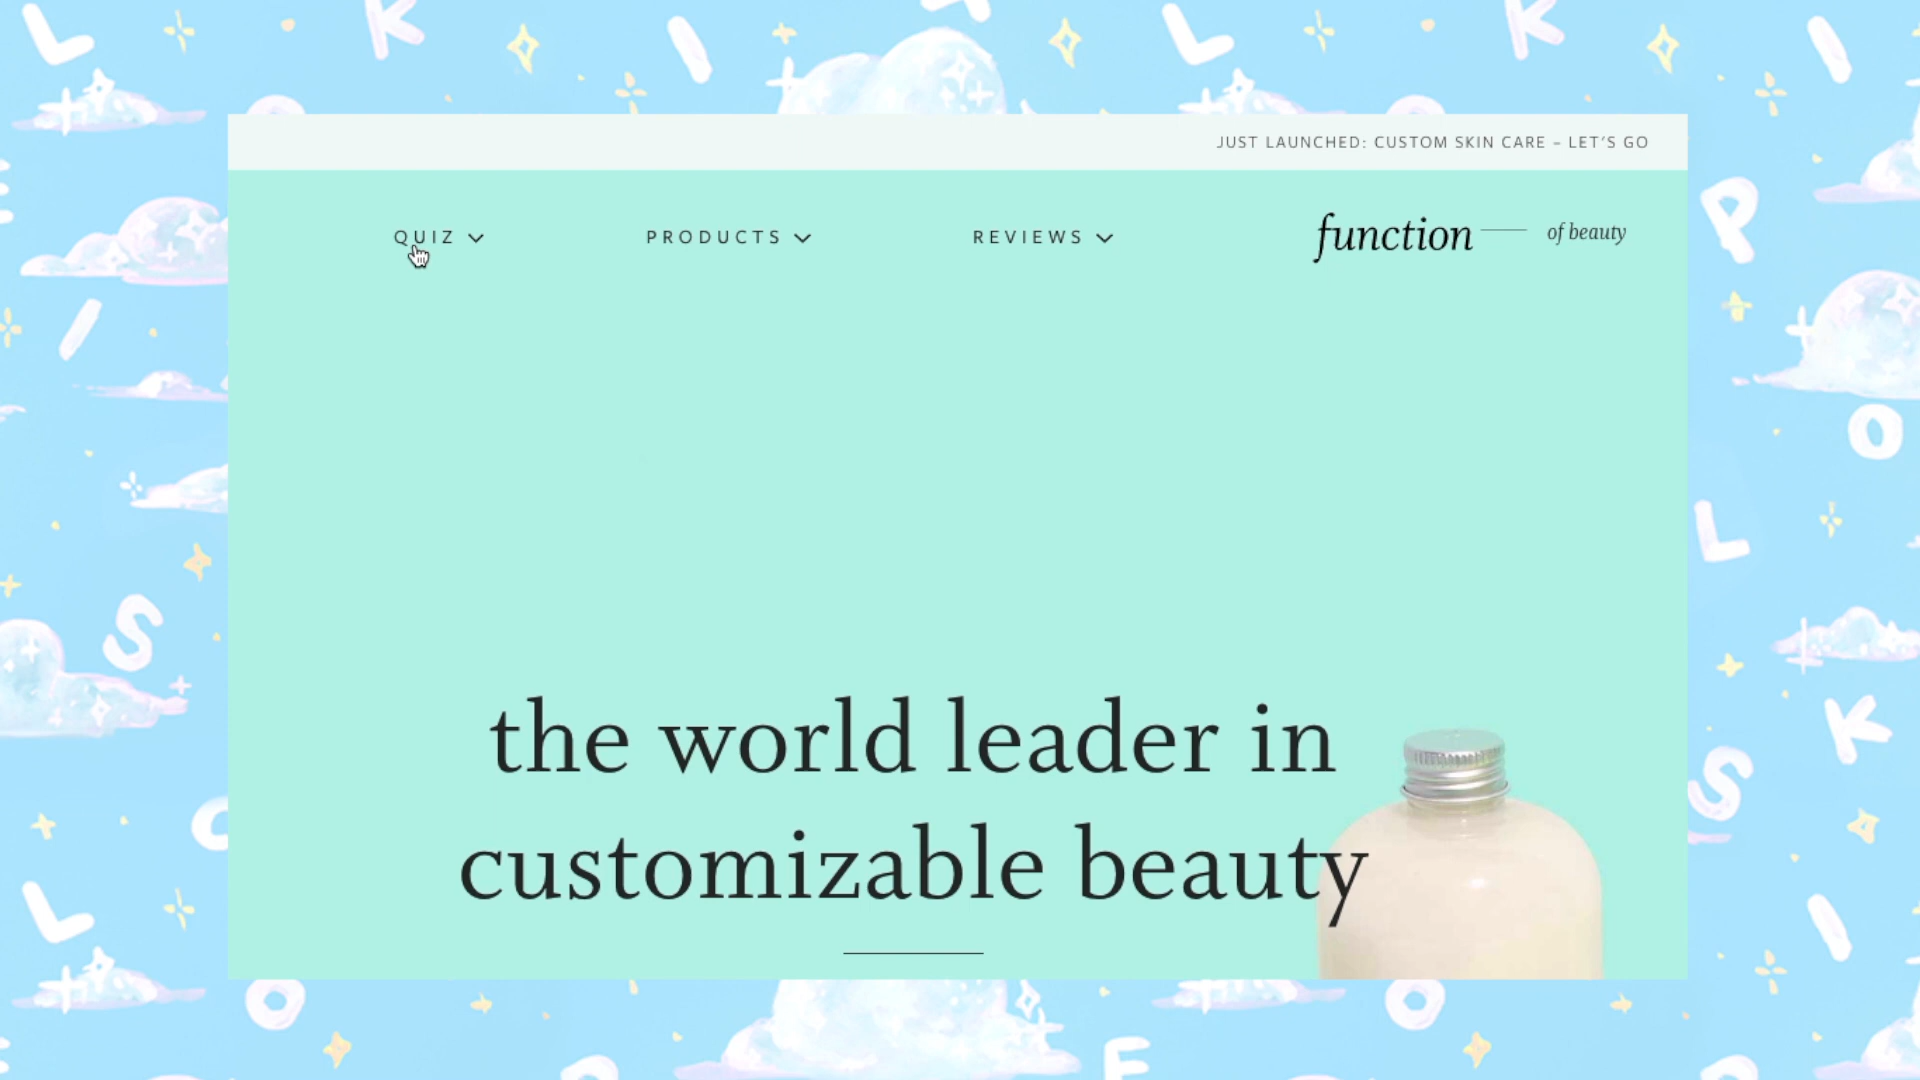 JUST LAUNCHED: CUSTOM SKIN CARE – LET'S GO
QUIZ PRODUCTS REVIEWS function of beauty
the world leader in
customizable beauty